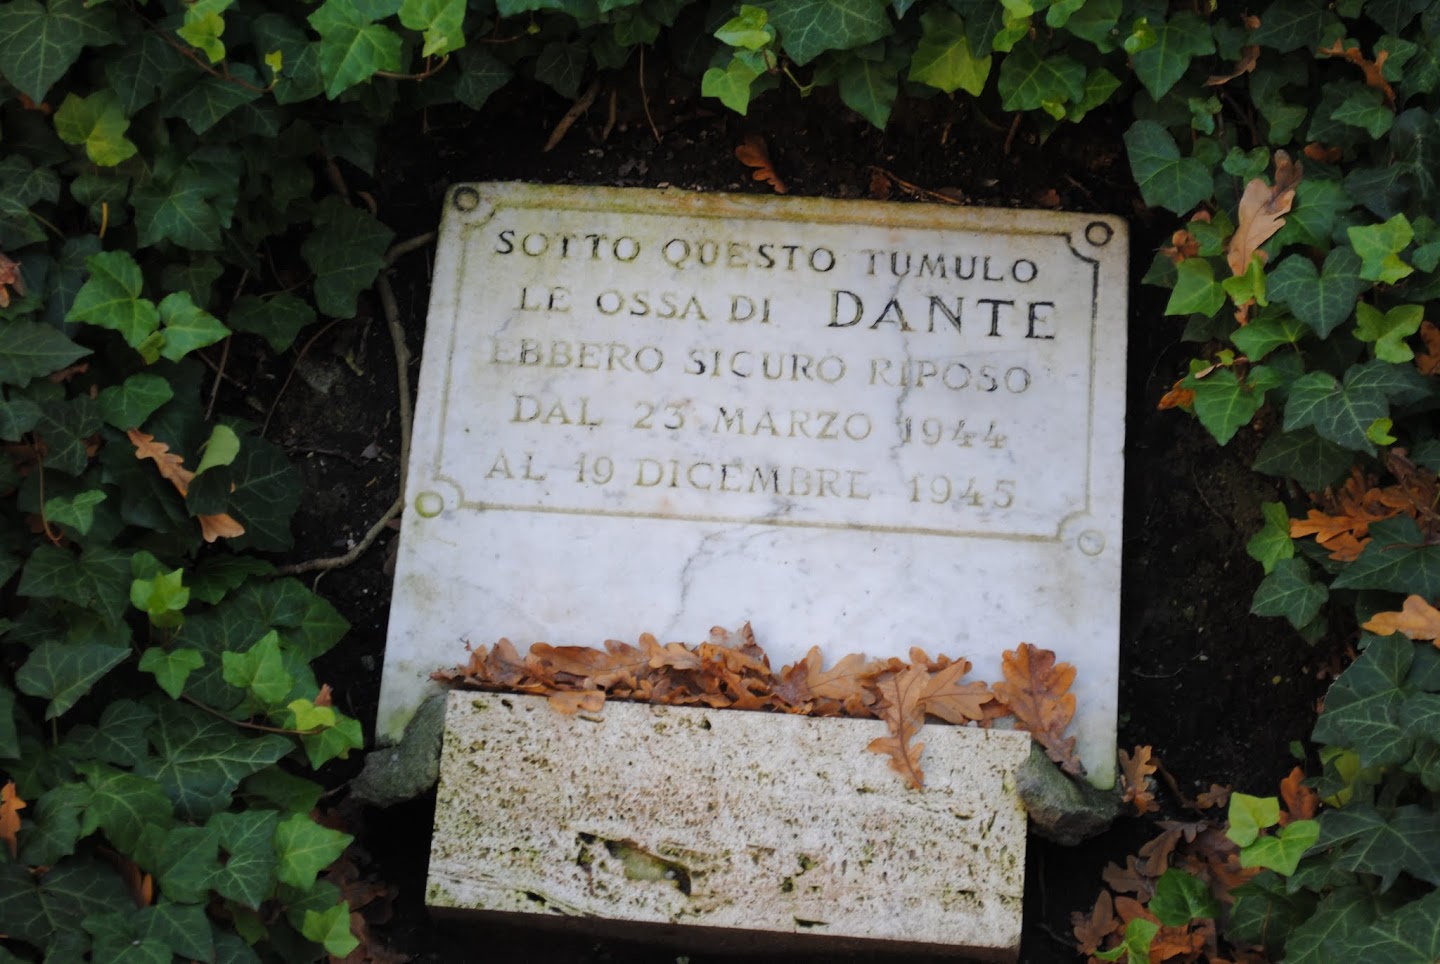 SOTTO QUESTO TUMULO
LE OSSA DI DANTE
EBBERO SICURO RIPOSO
DAL 23 MARZO 1944
AL 19 DICEMBRE 1945